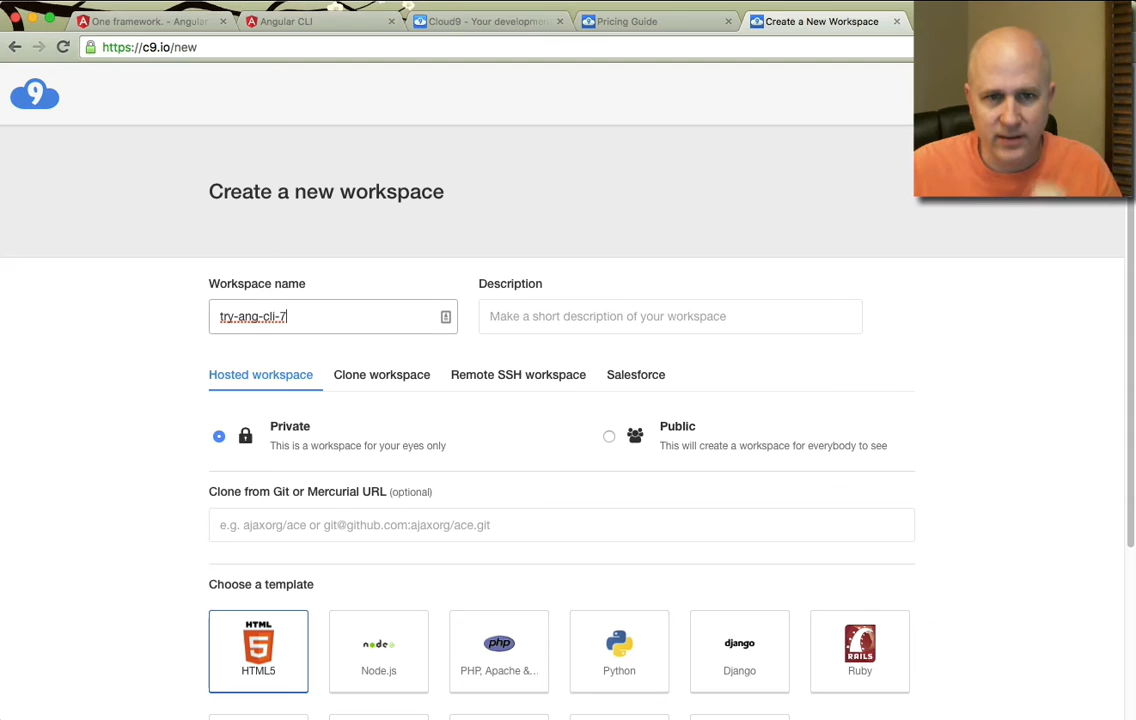 One framework. - Angular
Angular CLI
Cloud9 - Your developm
Pricing Guide
Create a New Workspace
https://c9.io/new
9
Create a new workspace
Workspace name
Description
try-ang-cli-7
Make a short description of your workspace
Hosted workspace
Clone workspace
Remote SSH workspace
Salesforce
Private
This is a workspace for your eyes only
Public
This will create a workspace for everybody to see
Clone from Git or Mercurial URL (optional)
e.g. ajaxorg/ace or git@github.com:ajaxorg/ace.git
Choose a template
HTML
5
HTML5
node
Node.js
php
PHP, Apache &...
Python
django
Django
RAILS
Ruby